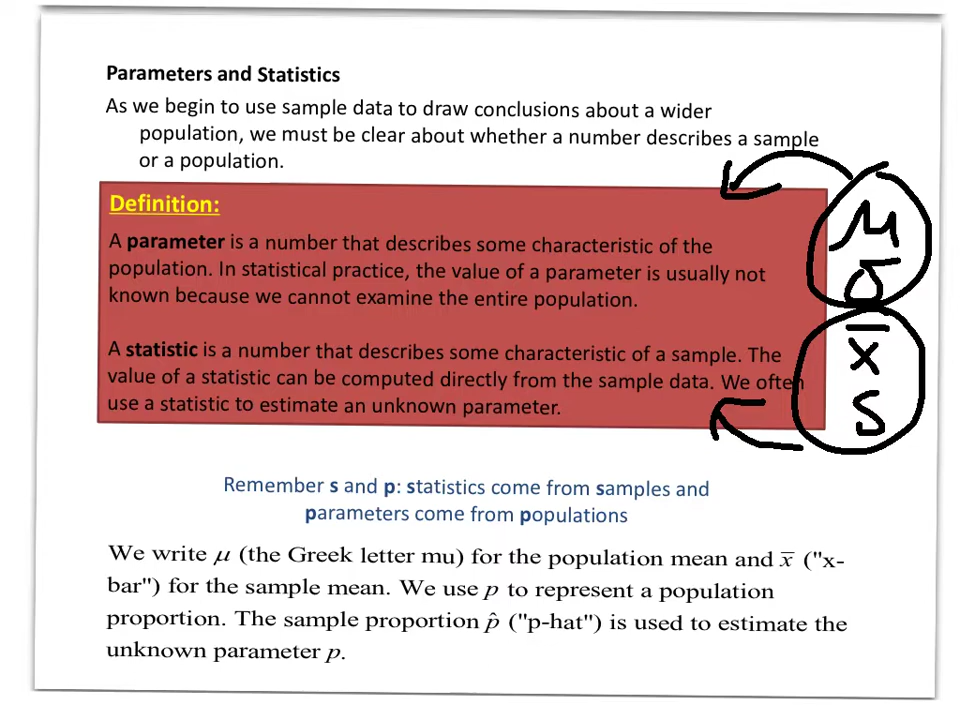 Parameters and Statistics
As we begin to use sample data to draw conclusions about a wider
population, we must be clear about whether a number describes a sample
or a population.
Definition:
A parameter is a number that describes some characteristic of the
population. In statistical practice, the value of a parameter is usually not
known because we cannot examine the entire population.
μ
σ
A statistic is a number that describes some characteristic of a sample. The
value of a statistic can be computed directly from the sample data. We often
use a statistic to estimate an unknown parameter.
x̅
s
Remember s and p: statistics come from samples and
parameters come from populations
We write μ (the Greek letter mu) for the population mean and x̅ ("x-
bar") for the sample mean. We use p to represent a population
proportion. The sample proportion p̂ ("p-hat") is used to estimate the
unknown parameter p.